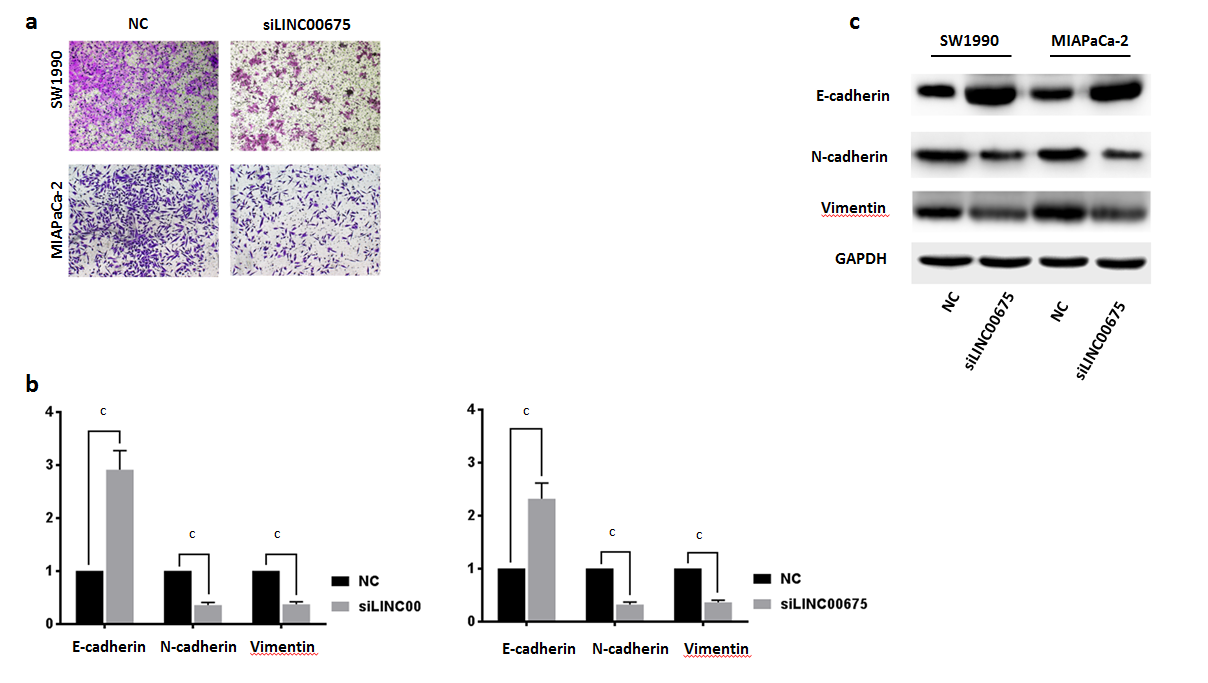 a
NC siLINC00675
SW1990
MIAPaCa-2
c
SW1990 MIAPaCa-2
E-cadherin
N-cadherin
Vimentin
GAPDH
NC siLINC00675 NC siLINC00675
b
4
3
2
1
0
c
c
c
E-cadherin N-cadherin Vimentin
NC
siLINC00
4
3
2
1
0
c
c
c
E-cadherin N-cadherin Vimentin
NC
siLINC00675